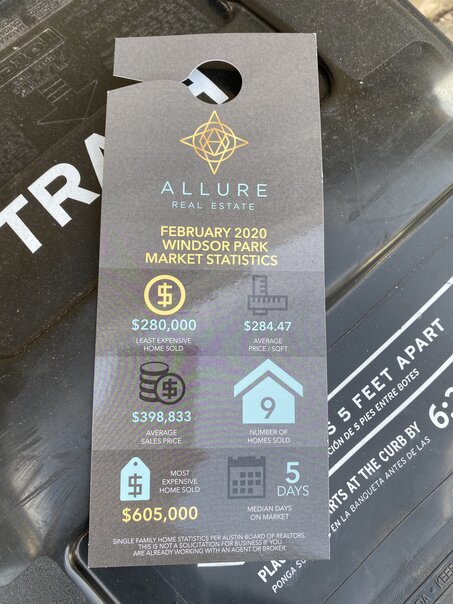 ALLURE
REAL ESTATE
FEBRUARY 2020
WINDSOR PARK
MARKET STATISTICS
$280,000
LEAST EXPENSIVE
HOME SOLD
$284.47
AVERAGE
PRICE / SQFT
$398,833
AVERAGE
SALES PRICE
9
NUMBER OF
HOMES SOLD
$
MOST
EXPENSIVE
HOME SOLD
$605,000
5
DAYS
MEDIAN DAYS
ON MARKET
SINGLE FAMILY HOME STATISTICS PER AUSTIN BOARD OF REALTORS.
THIS IS NOT A SOLICITATION FOR BUSINESS IF YOU
ARE ALREADY WORKING WITH AN AGENT OR BROKER.
TRA
5 FEET APART
DE 5 PIES ENTRE BOTES
AT THE CURB BY
EN LA BANQUETA ANTES DE LAS